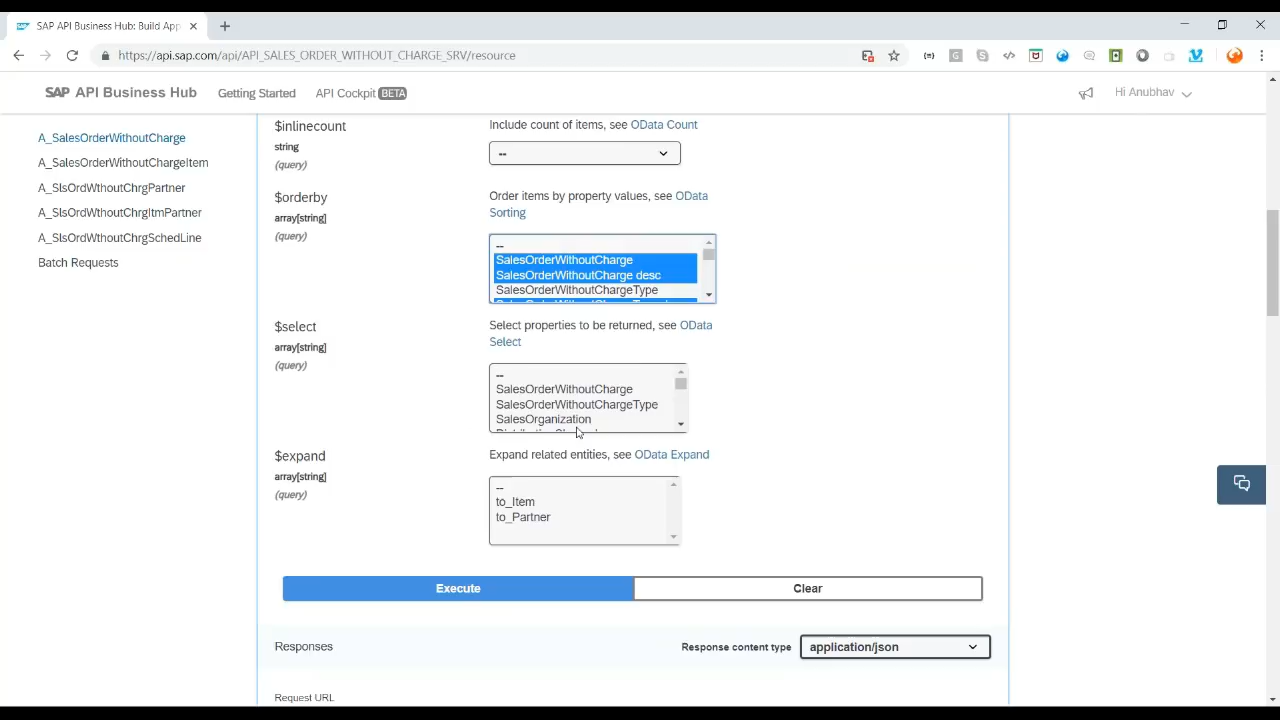 SAP API Business Hub: Build App
https://api.sap.com/api/API_SALES_ORDER_WITHOUT_CHARGE_SRV/resource
SAP API Business Hub
Getting Started
API Cockpit BETA
Hi Anubhav
A_SalesOrderWithoutCharge
A_SalesOrderWithoutChargeItem
A_SlsOrdWthoutChrgPartner
A_SlsOrdWthoutChrgItmPartner
A_SlsOrdWthoutChrgSchedLine
Batch Requests
$inlinecount
string
(query)
Include count of items, see OData Count
--
$orderby
array[string]
(query)
Order items by property values, see OData
Sorting
--
SalesOrderWithoutCharge
SalesOrderWithoutCharge desc
SalesOrderWithoutChargeType
$select
array[string]
(query)
Select properties to be returned, see OData
Select
--
SalesOrderWithoutCharge
SalesOrderWithoutChargeType
SalesOrganization
$expand
array[string]
(query)
Expand related entities, see OData Expand
--
to_Item
to_Partner
Execute
Clear
Responses
Response content type
application/json
Request URL